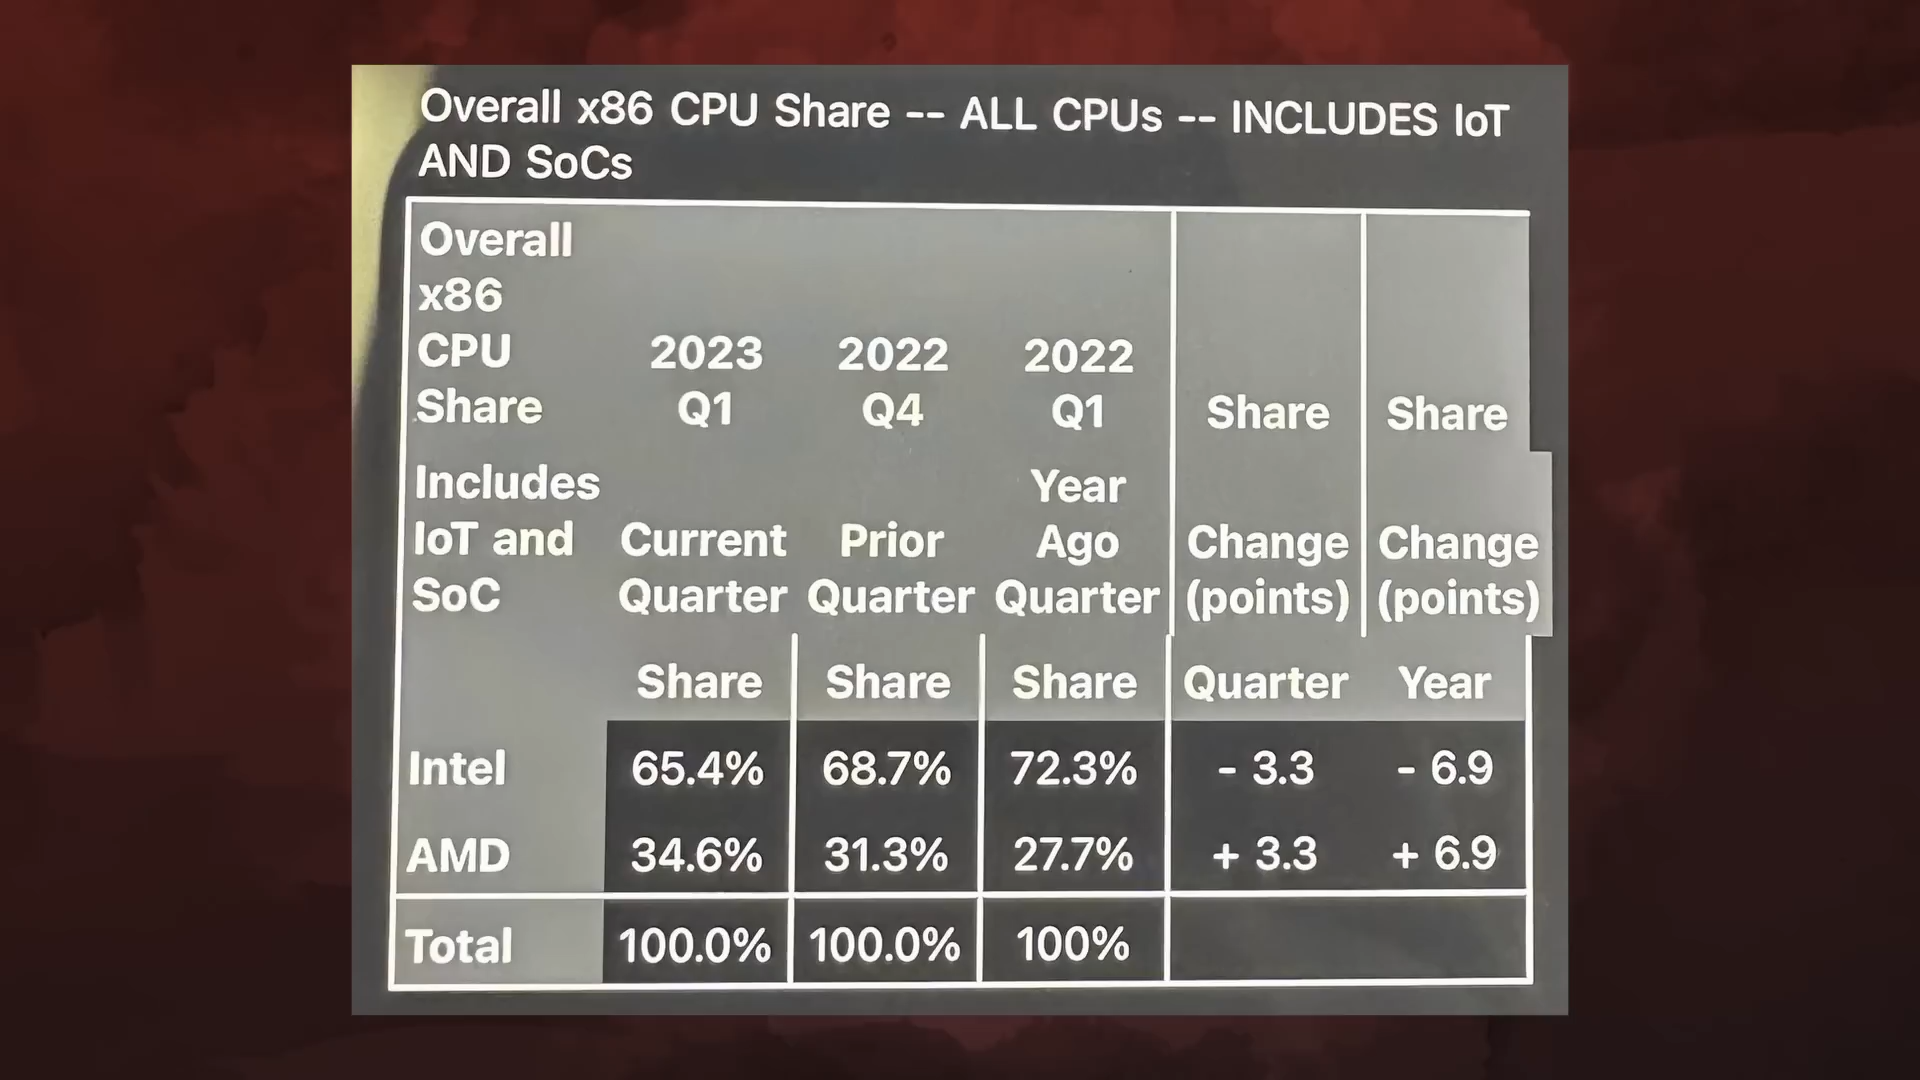 Overall x86 CPU Share -- ALL CPUs -- INCLUDES IoT
AND SoCs
Overall
x86
CPU 2023 2022 2022
Share Q1 Q4 Q1 Share Share
Includes Year
IoT and Current Prior Ago Change Change
SoC Quarter Quarter Quarter (points) (points)
Share Share Share Quarter Year
Intel 65.4% 68.7% 72.3% - 3.3 - 6.9
AMD 34.6% 31.3% 27.7% + 3.3 + 6.9
Total 100.0% 100.0% 100%